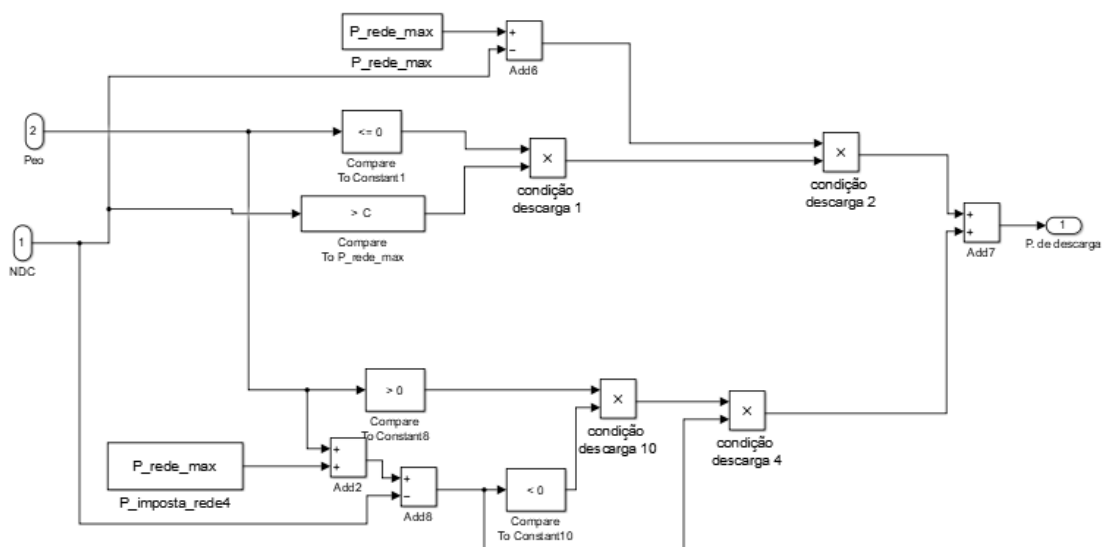 P_rede_max
P_rede_max
+
−
Add6
2
Peo
<= 0
Compare
To Constant1
×
condição
descarga 1
×
condição
descarga 2
> C
Compare
To P_rede_max
1
NDC
+
+
Add7
1
P. de descarga
> 0
Compare
To Constant8
×
condição
descarga 10
×
condição
descarga 4
P_rede_max
P_imposta_rede4
+
+
Add2
+
−
Add8
< 0
Compare
To Constant10